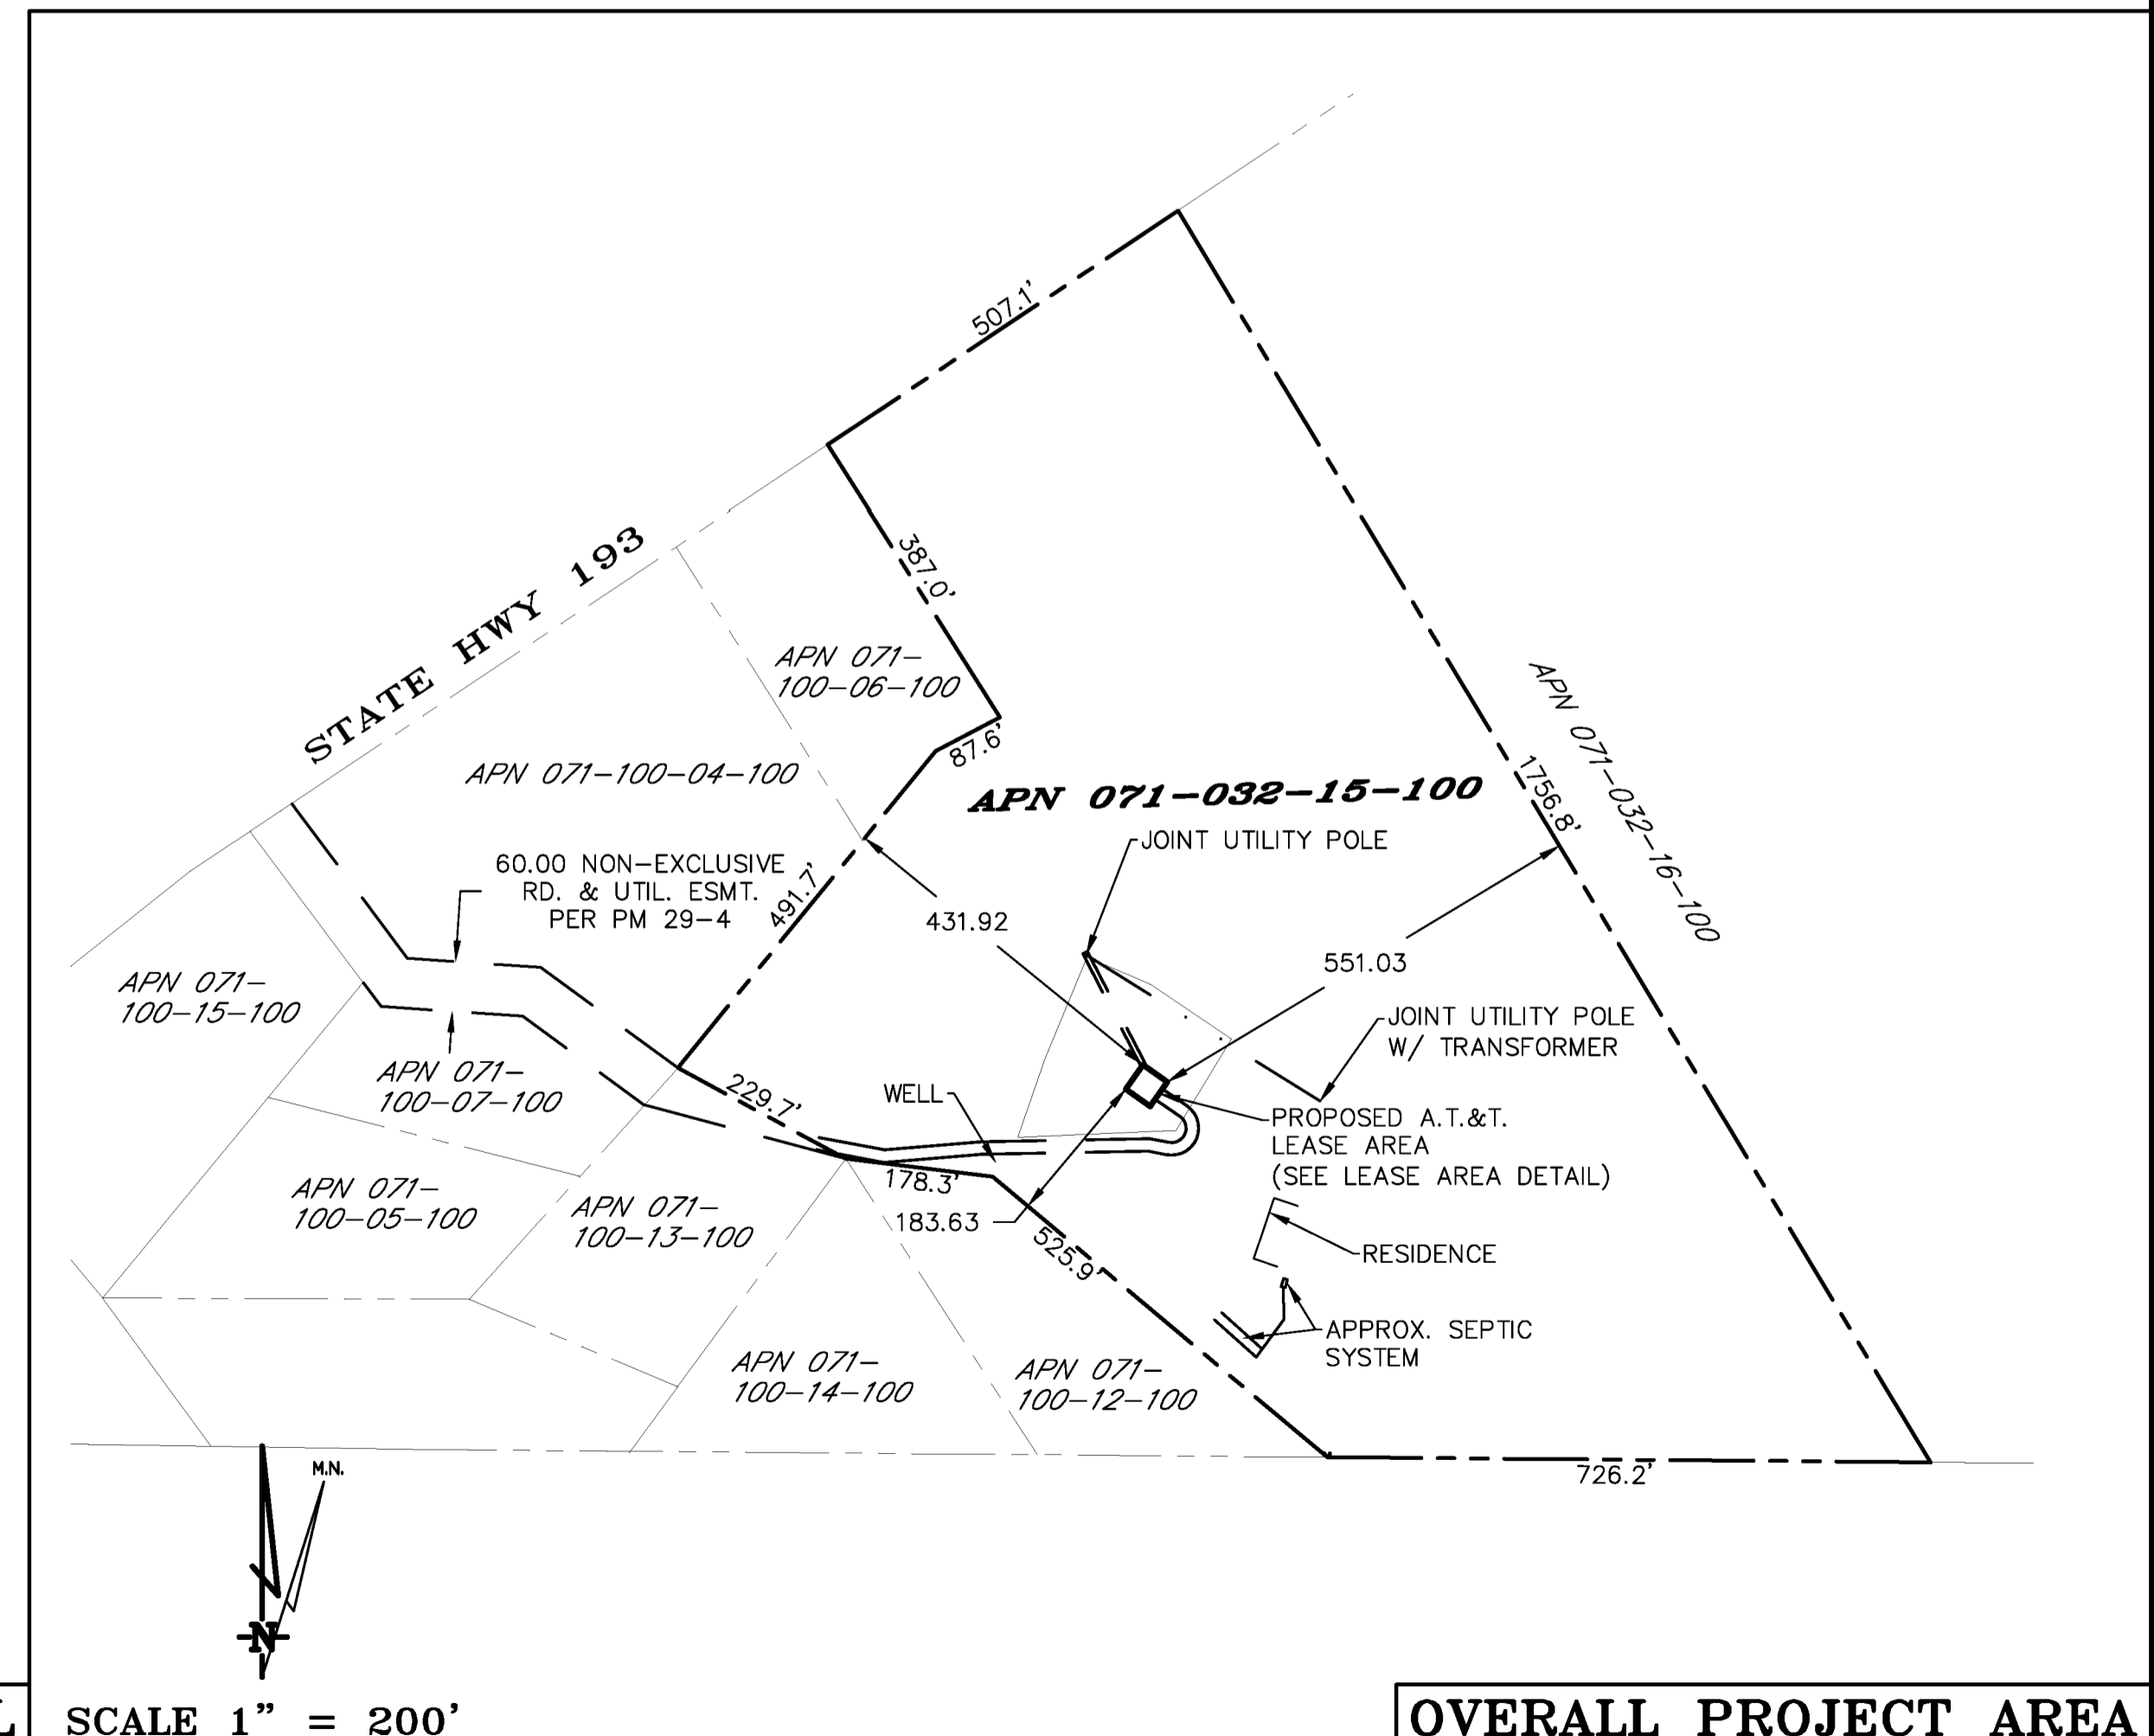 507.1'
387.0'
STATE HWY 193
APN 071-
100-06-100
87.6'
APN 071-100-04-100
APN 071-032-15-100
1756.8'
APN 071-032-16-100
JOINT UTILITY POLE
60.00 NON-EXCLUSIVE
RD. & UTIL. ESMT.
PER PM 29-4
491.7'
431.92
551.03
APN 071-
100-15-100
JOINT UTILITY POLE
W/ TRANSFORMER
APN 071-
100-07-100
229.7'
WELL
PROPOSED A.T.&T.
LEASE AREA
(SEE LEASE AREA DETAIL)
178.3'
183.63
525.9'
APN 071-
100-05-100
APN 071-
100-13-100
RESIDENCE
APPROX. SEPTIC
SYSTEM
APN 071-
100-14-100
APN 071-
100-12-100
726.2'
M.N.
N
L
SCALE 1" = 200'
OVERALL PROJECT AREA